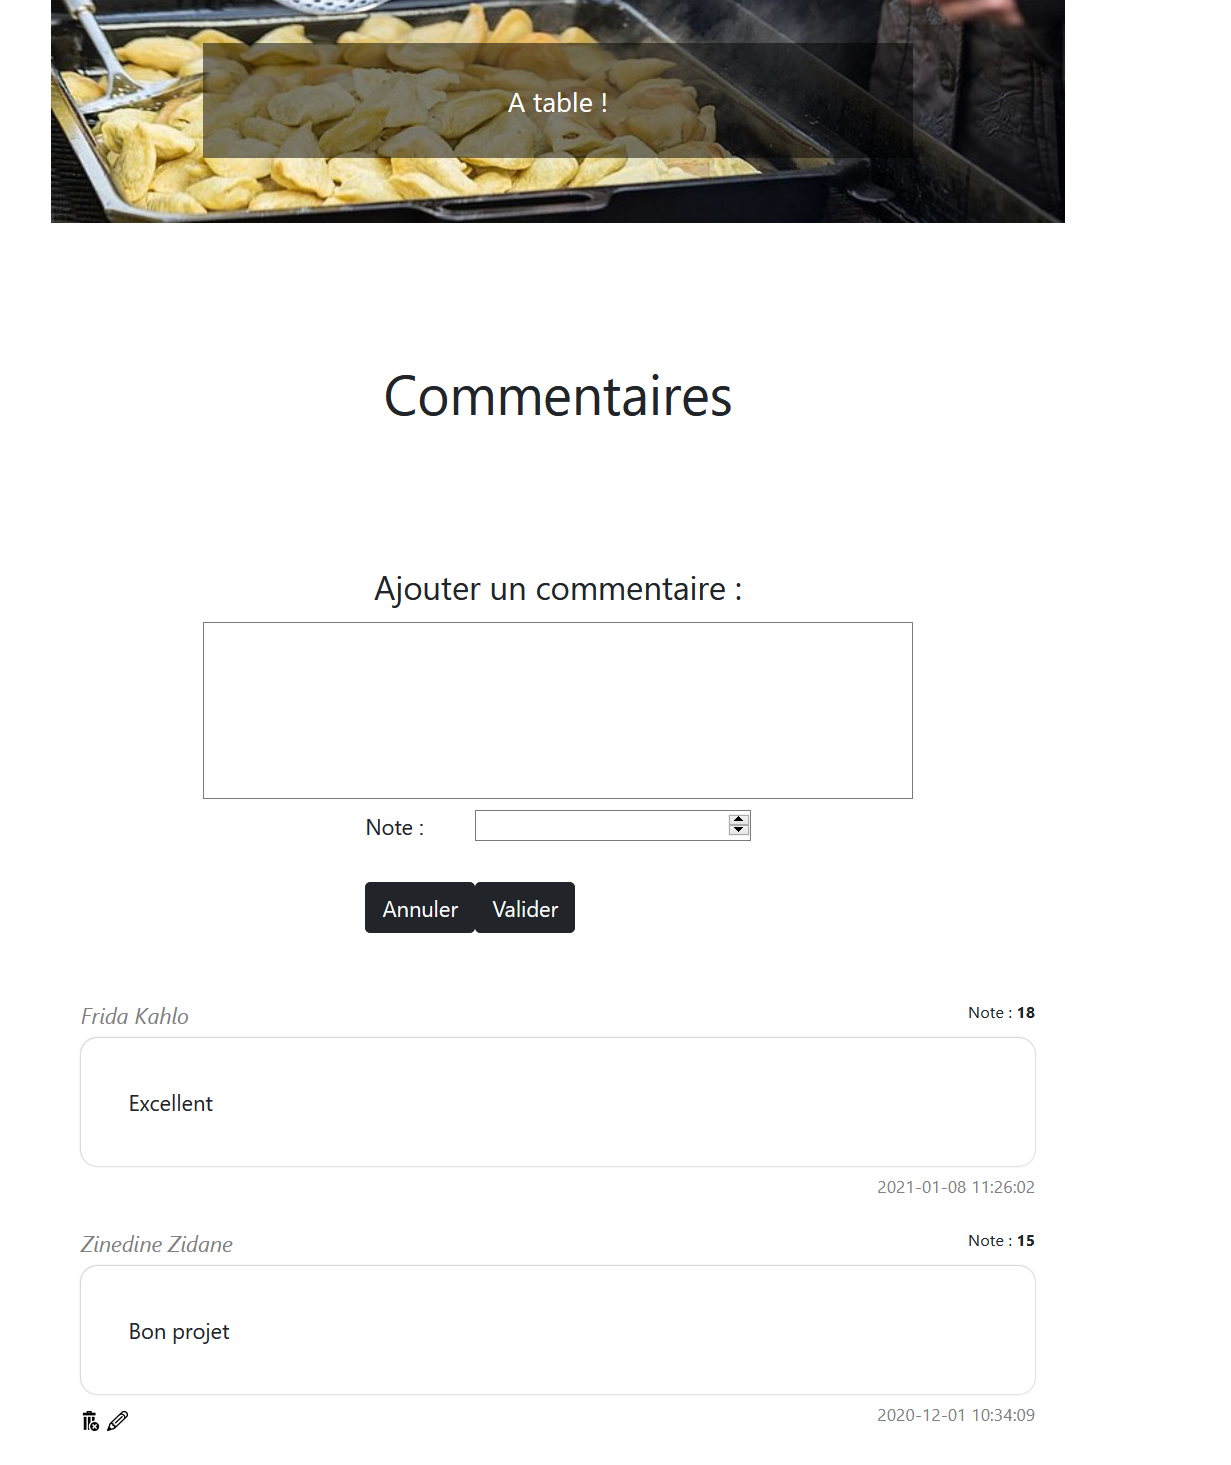 A table !
Commentaires
Ajouter un commentaire :
Note :
Annuler Valider
Frida Kahlo Note : 18
Excellent
2021-01-08 11:26:02
Zinedine Zidane Note : 15
Bon projet
2020-12-01 10:34:09